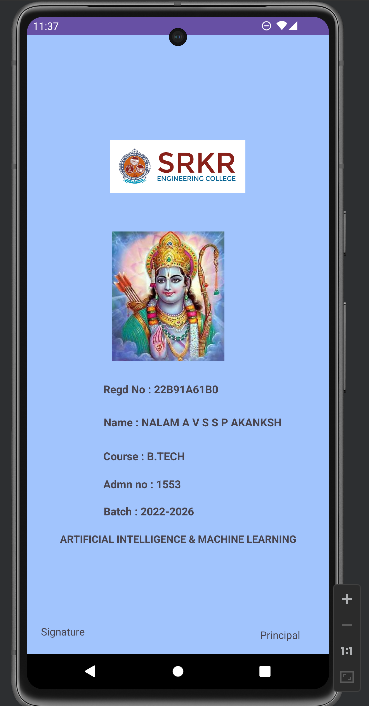 11:37
SRKR
ENGINEERING COLLEGE
Regd No : 22B91A61B0
Name : NALAM A V S S P AKANKSH
Course : B.TECH
Admn no : 1553
Batch : 2022-2026
ARTIFICIAL INTELLIGENCE & MACHINE LEARNING
Signature
Principal
1:1